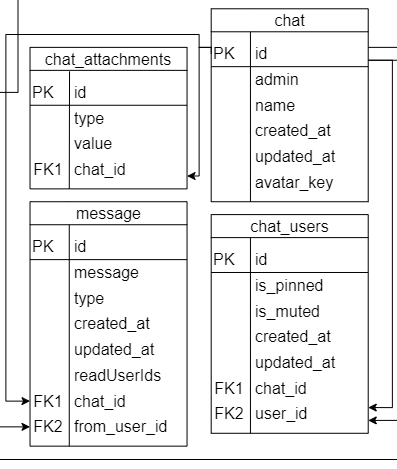 chat_attachments
PK id
type
value
FK1 chat_id
chat
PK id
admin
name
created_at
updated_at
avatar_key
message
PK id
message
type
created_at
updated_at
readUserIds
FK1 chat_id
FK2 from_user_id
chat_users
PK id
is_pinned
is_muted
created_at
updated_at
FK1 chat_id
FK2 user_id